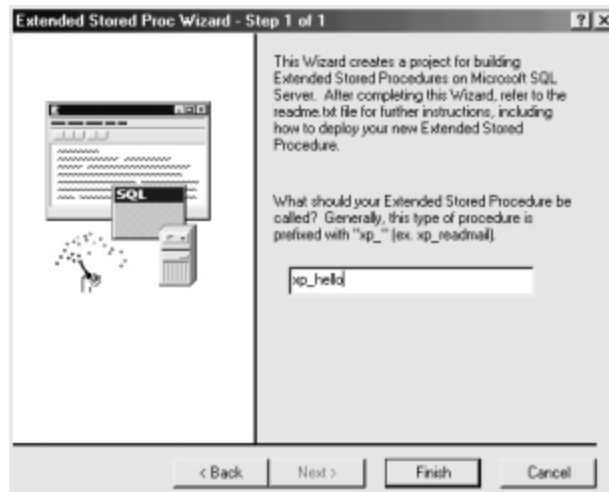 Extended Stored Proc Wizard - Step 1 of 1
This Wizard creates a project for building
Extended Stored Procedures on Microsoft SQL
Server. After completing this Wizard, refer to the
readme.txt file for further instructions, including
how to deploy your new Extended Stored
Procedure.
SQL
What should your Extended Stored Procedure be
called? Generally, this type of procedure is
prefixed with "xp_" (ex. xp_readmail).
xp_hello
< Back
Next >
Finish
Cancel